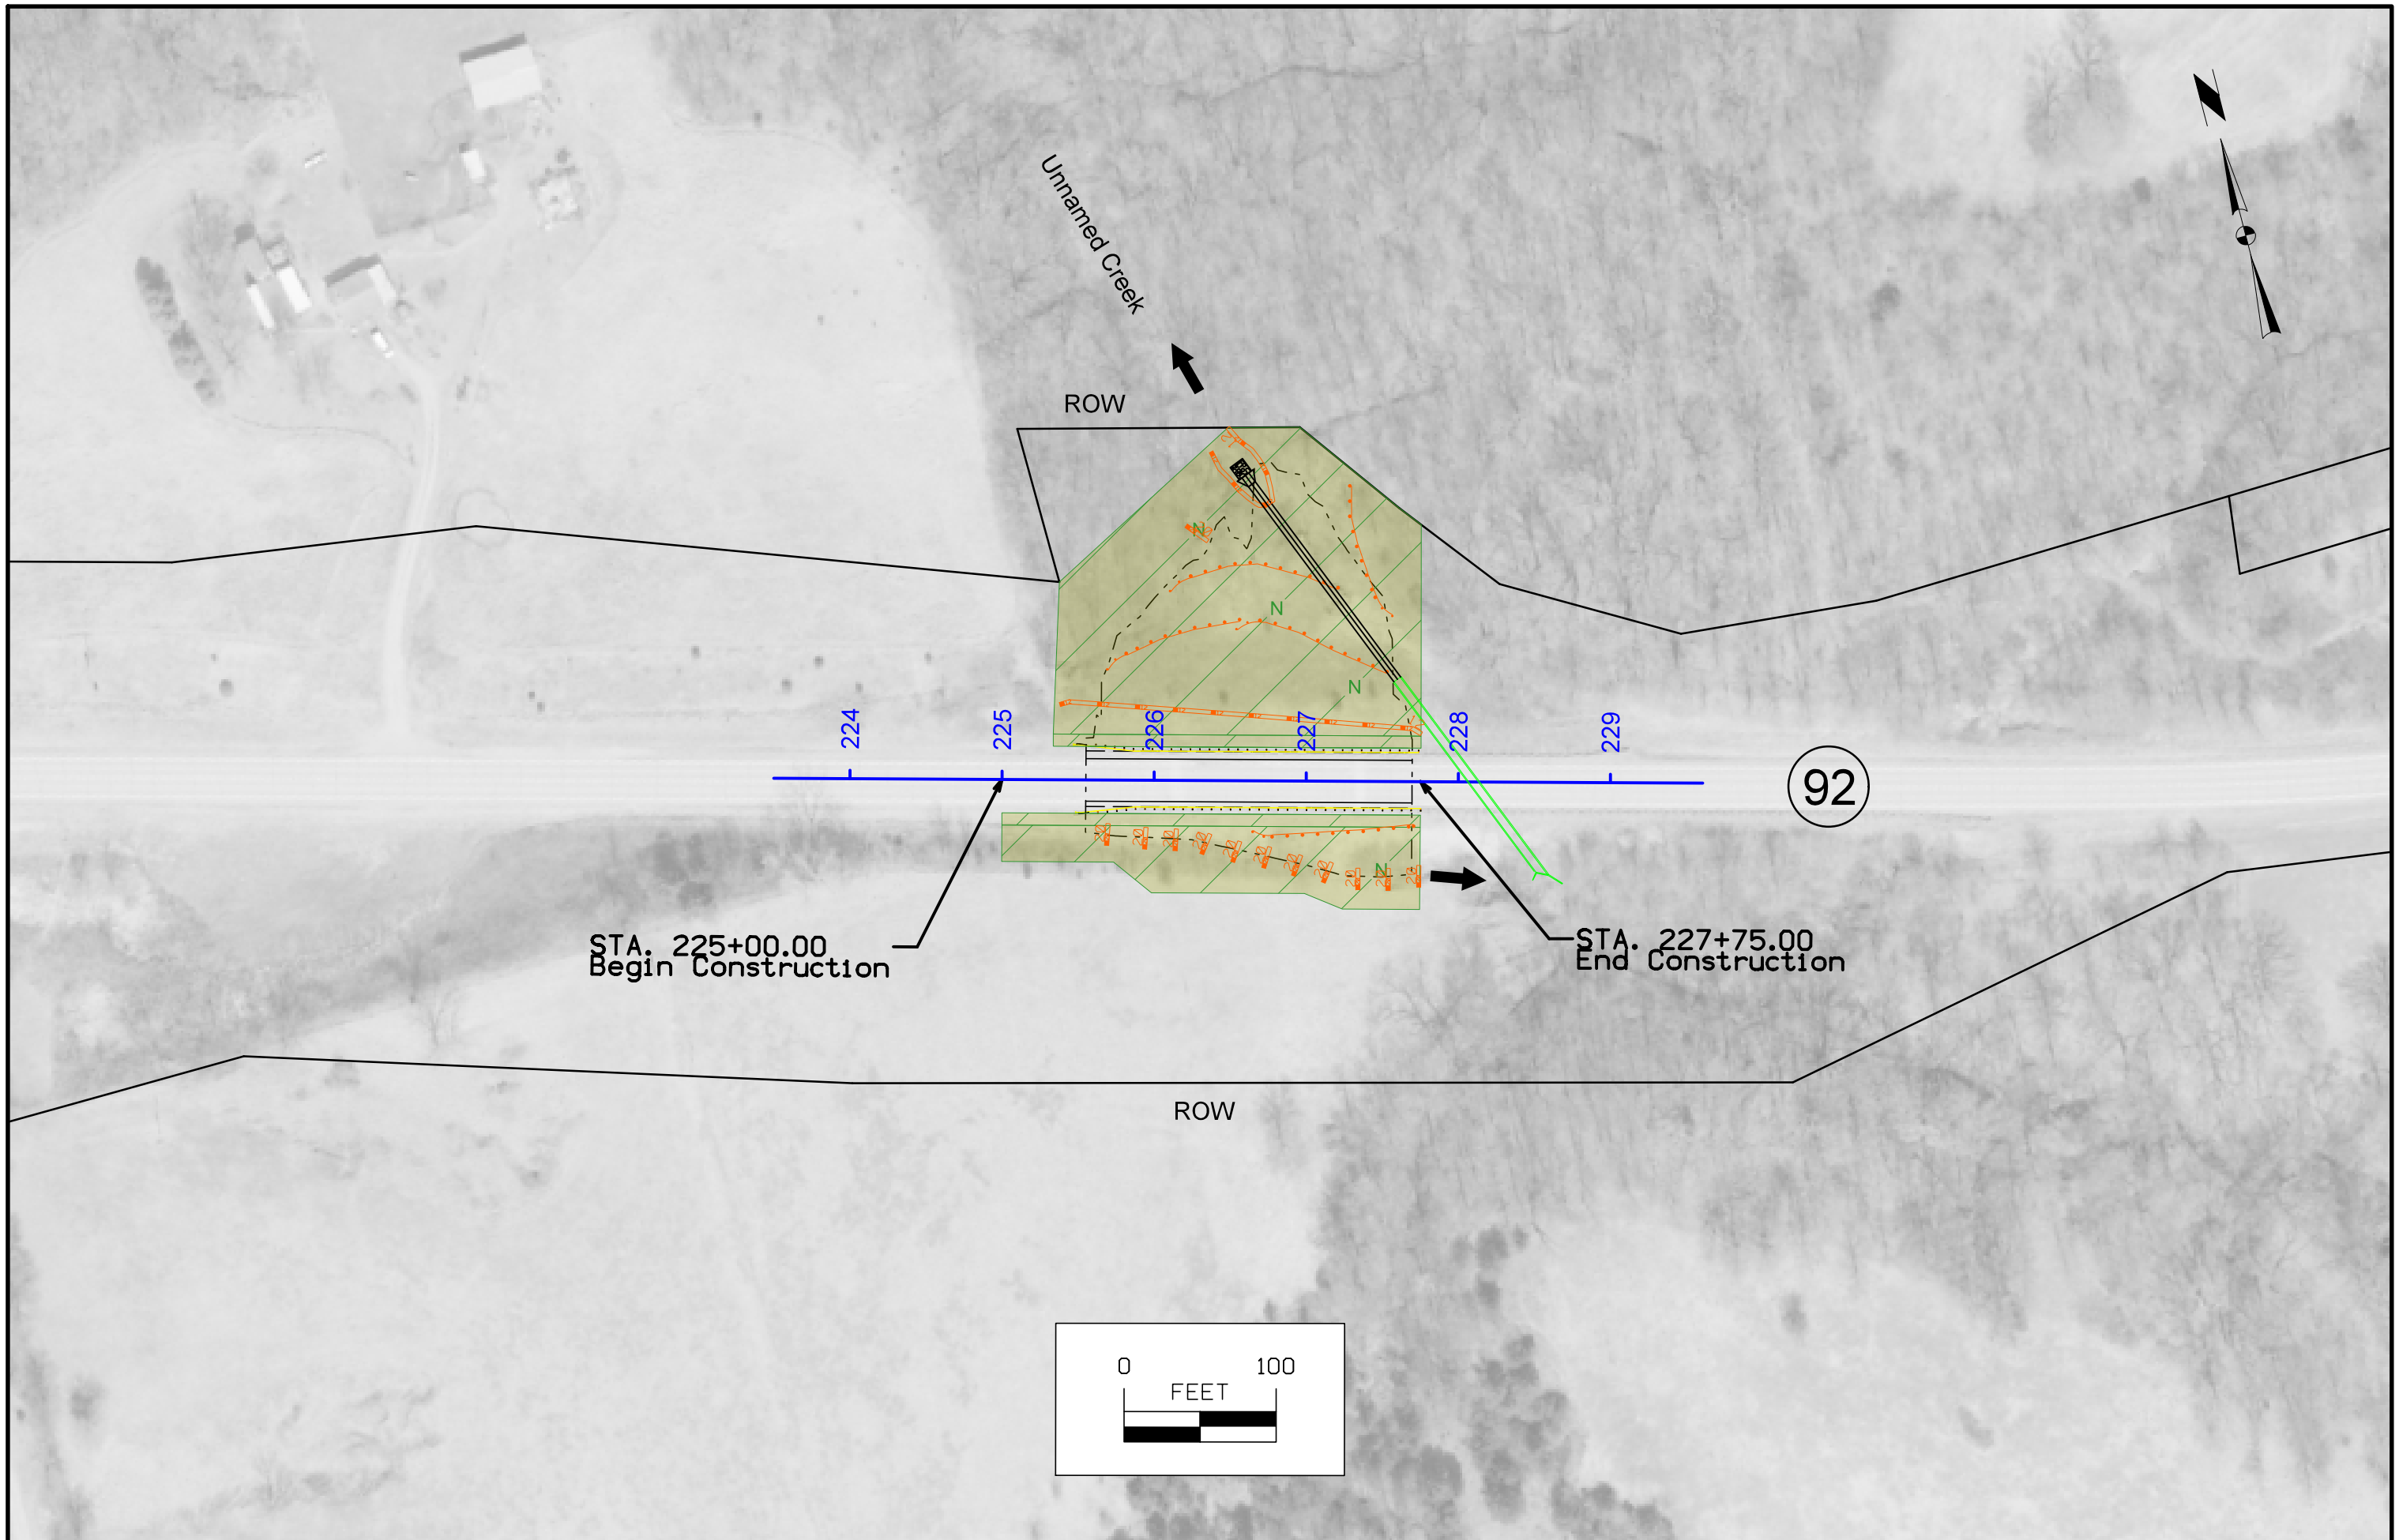 N
Unnamed Creek
ROW
N
N
N
224
225
226
227
228
229
92
N
STA. 225+00.00
Begin Construction
STA. 227+75.00
End Construction
ROW
0
100
FEET